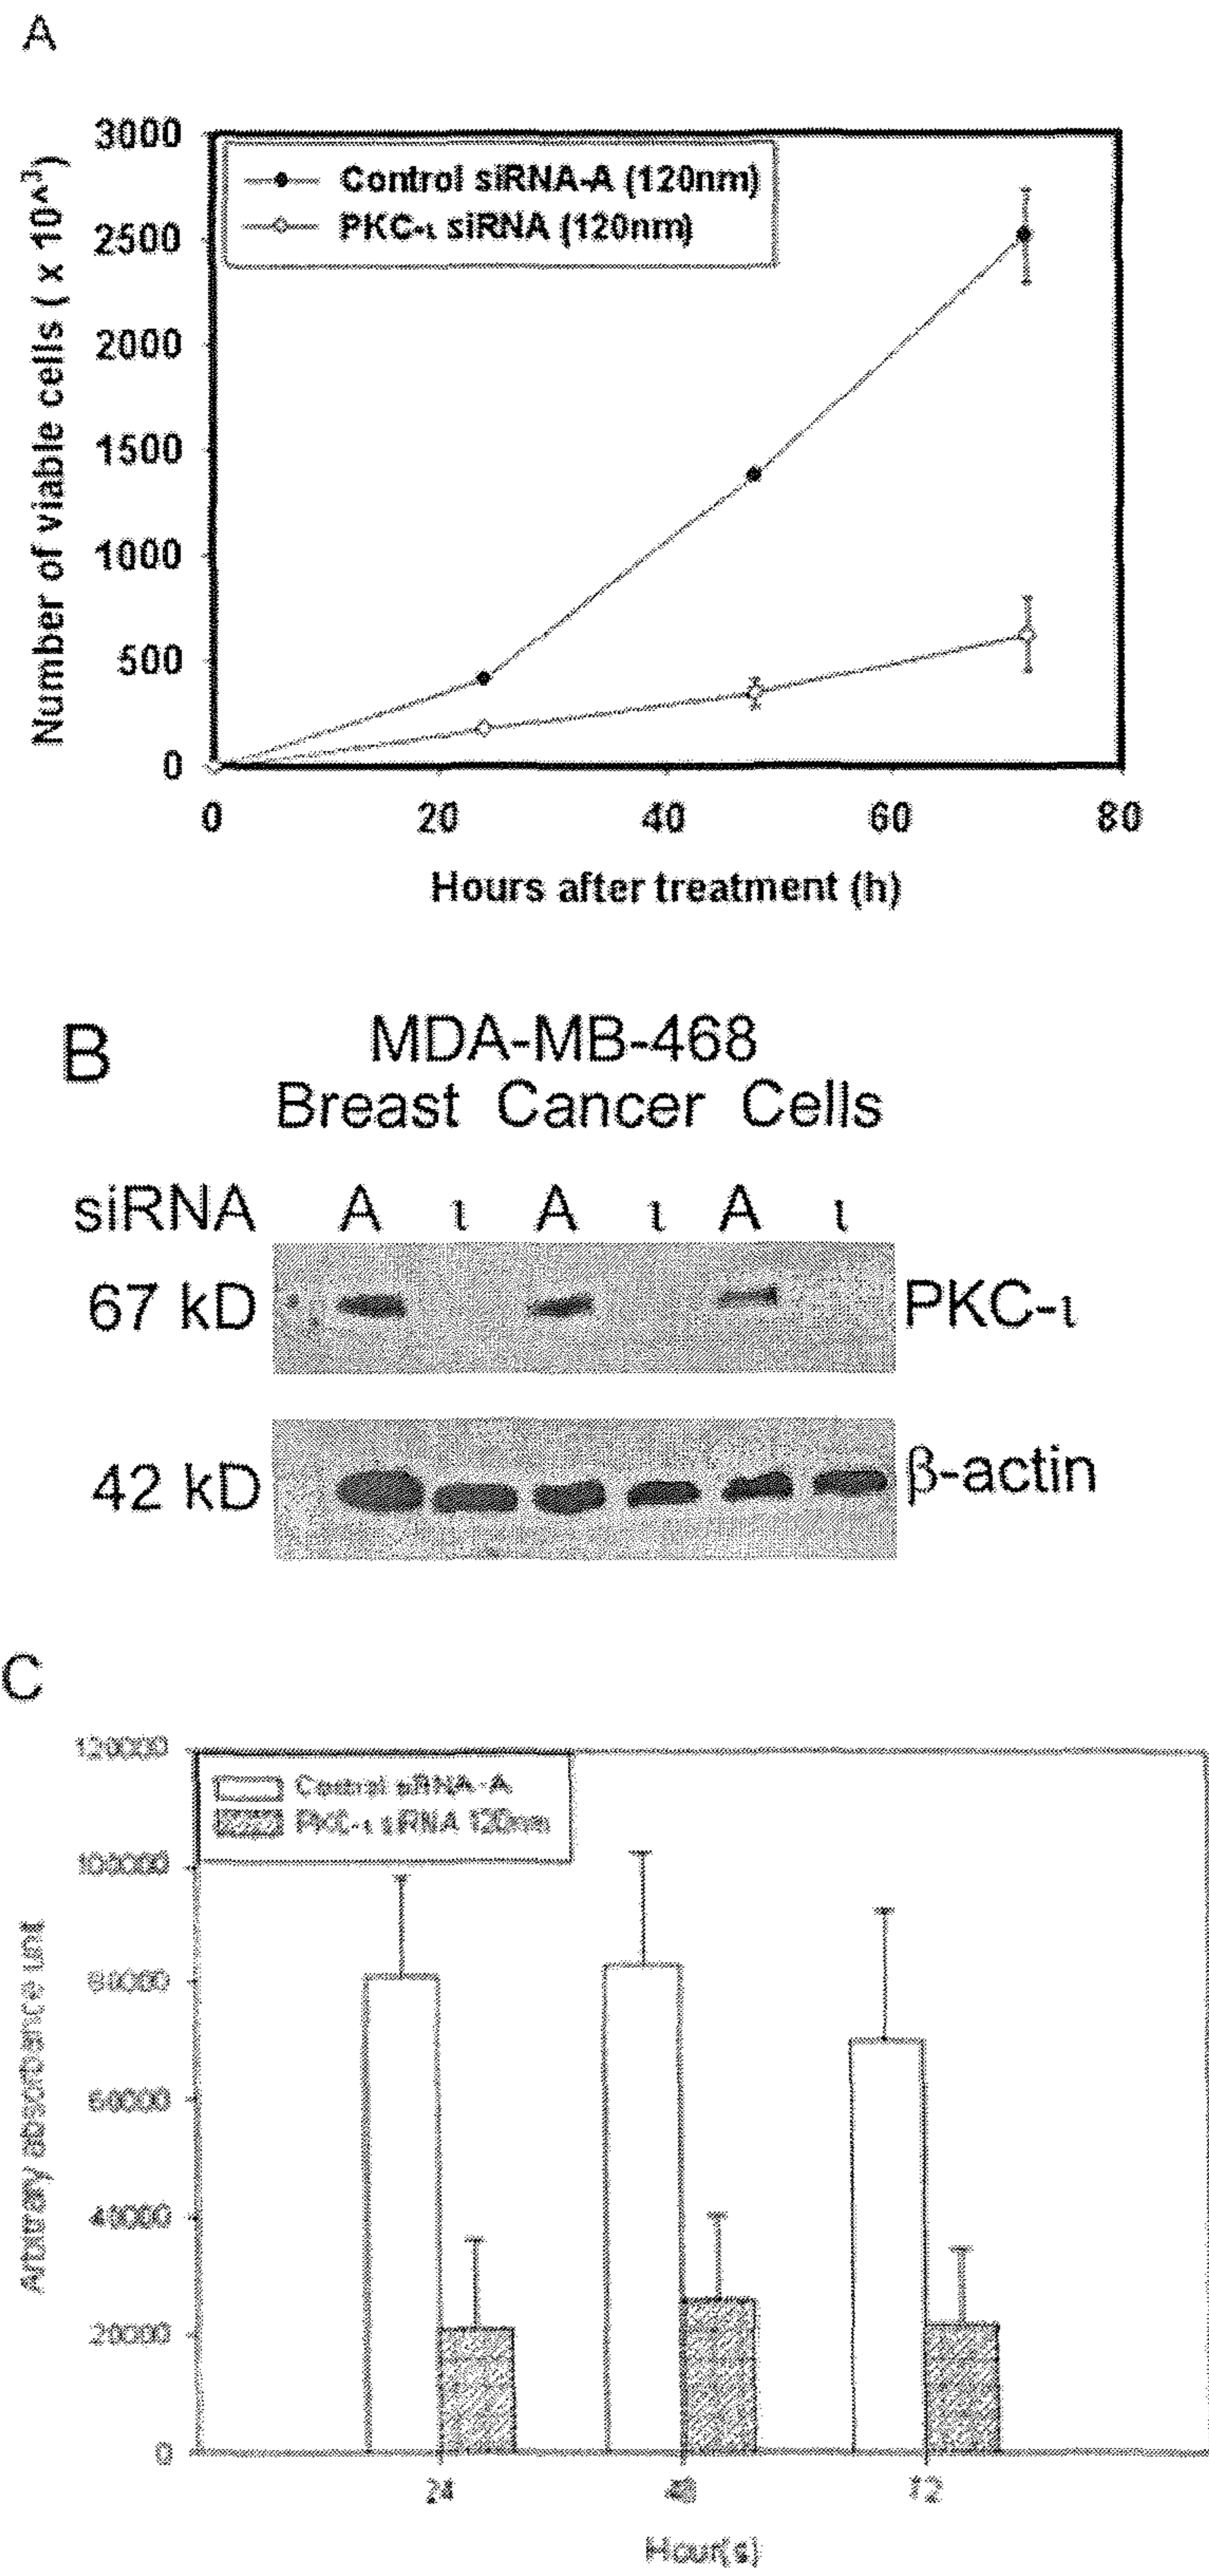 A
3000
2500
2000
1500
1000
500
0
Number of viable cells ( x 10^3)
Control siRNA-A (120nm)
PKC-ι siRNA (120nm)
0 20 40 60 80
Hours after treatment (h)
B
MDA-MB-468
Breast Cancer Cells
siRNA A ι A ι A ι
67 kD PKC-ι
42 kD β-actin
C
120000
100000
80000
60000
40000
20000
0
Arbitrary absorbance unit
Control siRNA-A
PKC-ι siRNA 120nm
24 48 72
Hour(s)